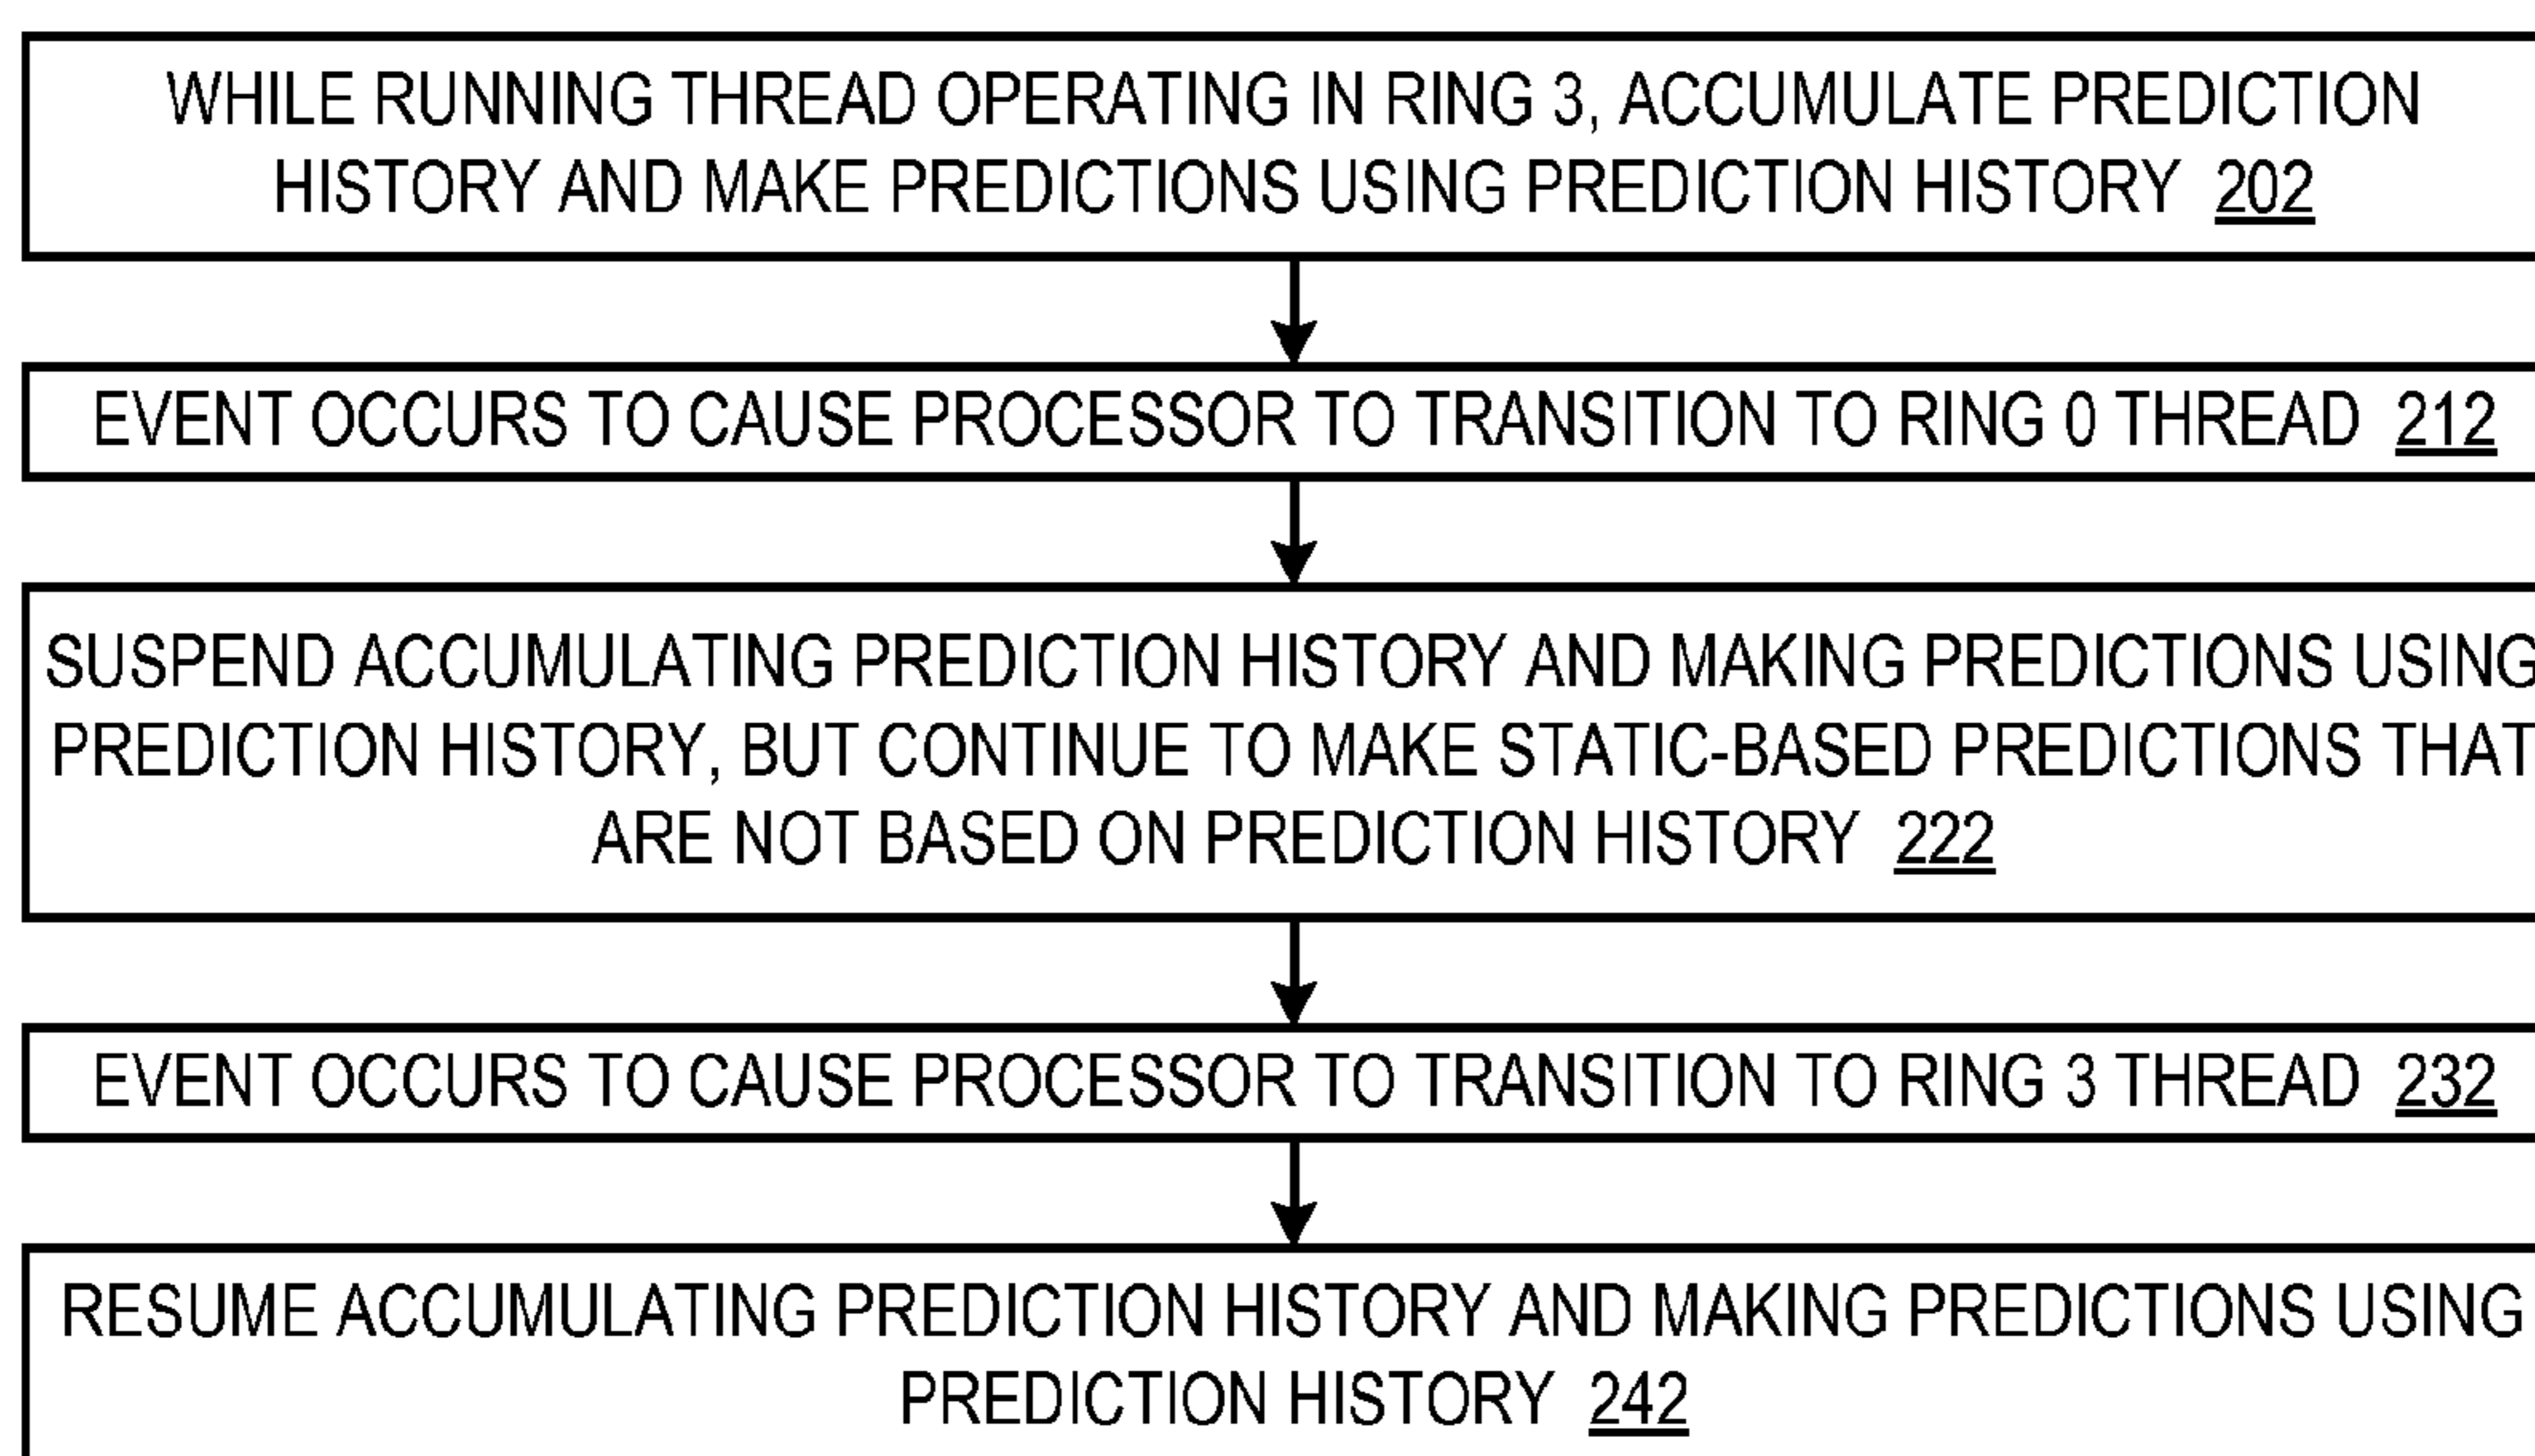 WHILE RUNNING THREAD OPERATING IN RING 3, ACCUMULATE PREDICTION
HISTORY AND MAKE PREDICTIONS USING PREDICTION HISTORY 202
EVENT OCCURS TO CAUSE PROCESSOR TO TRANSITION TO RING 0 THREAD 212
SUSPEND ACCUMULATING PREDICTION HISTORY AND MAKING PREDICTIONS USING
PREDICTION HISTORY, BUT CONTINUE TO MAKE STATIC-BASED PREDICTIONS THAT
ARE NOT BASED ON PREDICTION HISTORY 222
EVENT OCCURS TO CAUSE PROCESSOR TO TRANSITION TO RING 3 THREAD 232
RESUME ACCUMULATING PREDICTION HISTORY AND MAKING PREDICTIONS USING
PREDICTION HISTORY 242